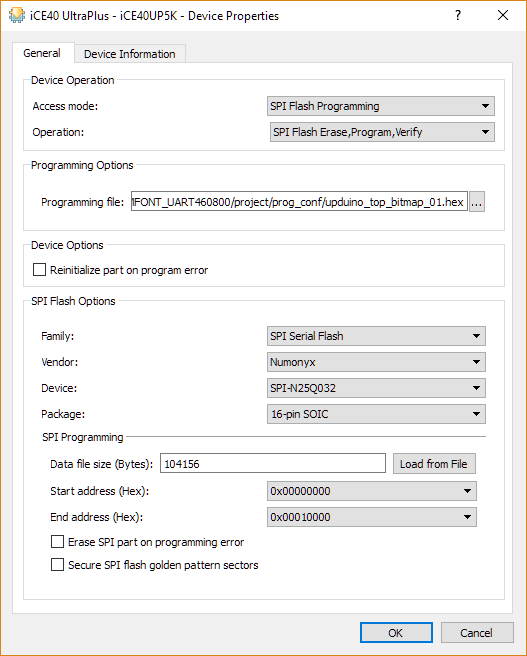 iCE40 UltraPlus - iCE40UP5K - Device Properties
General Device Information
Device Operation
Access mode: SPI Flash Programming
Operation: SPI Flash Erase,Program,Verify
Programming Options
Programming file: MFONT_UART460800/project/prog_conf/upduino_top_bitmap_01.hex ...
Device Options
Reinitialize part on program error
SPI Flash Options
Family: SPI Serial Flash
Vendor: Numonyx
Device: SPI-N25Q032
Package: 16-pin SOIC
SPI Programming
Data file size (Bytes): 104156 Load from File
Start address (Hex): 0x00000000
End address (Hex): 0x00010000
Erase SPI part on programming error
Secure SPI flash golden pattern sectors
OK Cancel